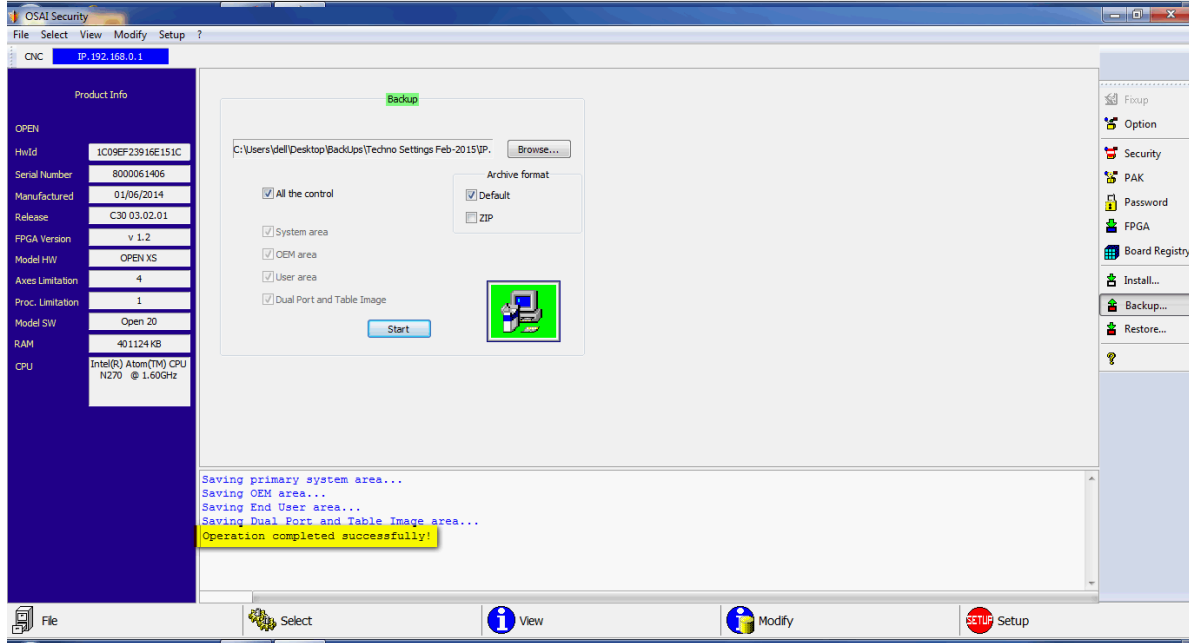 OSAI Security
File Select View Modify Setup ?
CNC IP.192.168.0.1
Product Info
OPEN
HwId 1C09EF23916E151C
Serial Number 8000061406
Manufactured 01/06/2014
Release C30 03.02.01
FPGA Version v 1.2
Model HW OPEN XS
Axes Limitation 4
Proc. Limitation 1
Model SW Open 20
RAM 401124 KB
CPU Intel(R) Atom(TM) CPU
N270 @ 1.60GHz
Backup
C:\Users\dell\Desktop\BackUps\Techno Settings Feb-2015\IP. Browse...
Archive format
All the control
Default
ZIP
System area
OEM area
User area
Dual Port and Table Image
Start
Fixup
Option
Security
PAK
Password
FPGA
Board Registry
Install...
Backup...
Restore...
?
Saving primary system area...
Saving OEM area...
Saving End User area...
Saving Dual Port and Table Image area...
Operation completed successfully!
File Select View Modify SETUP Setup